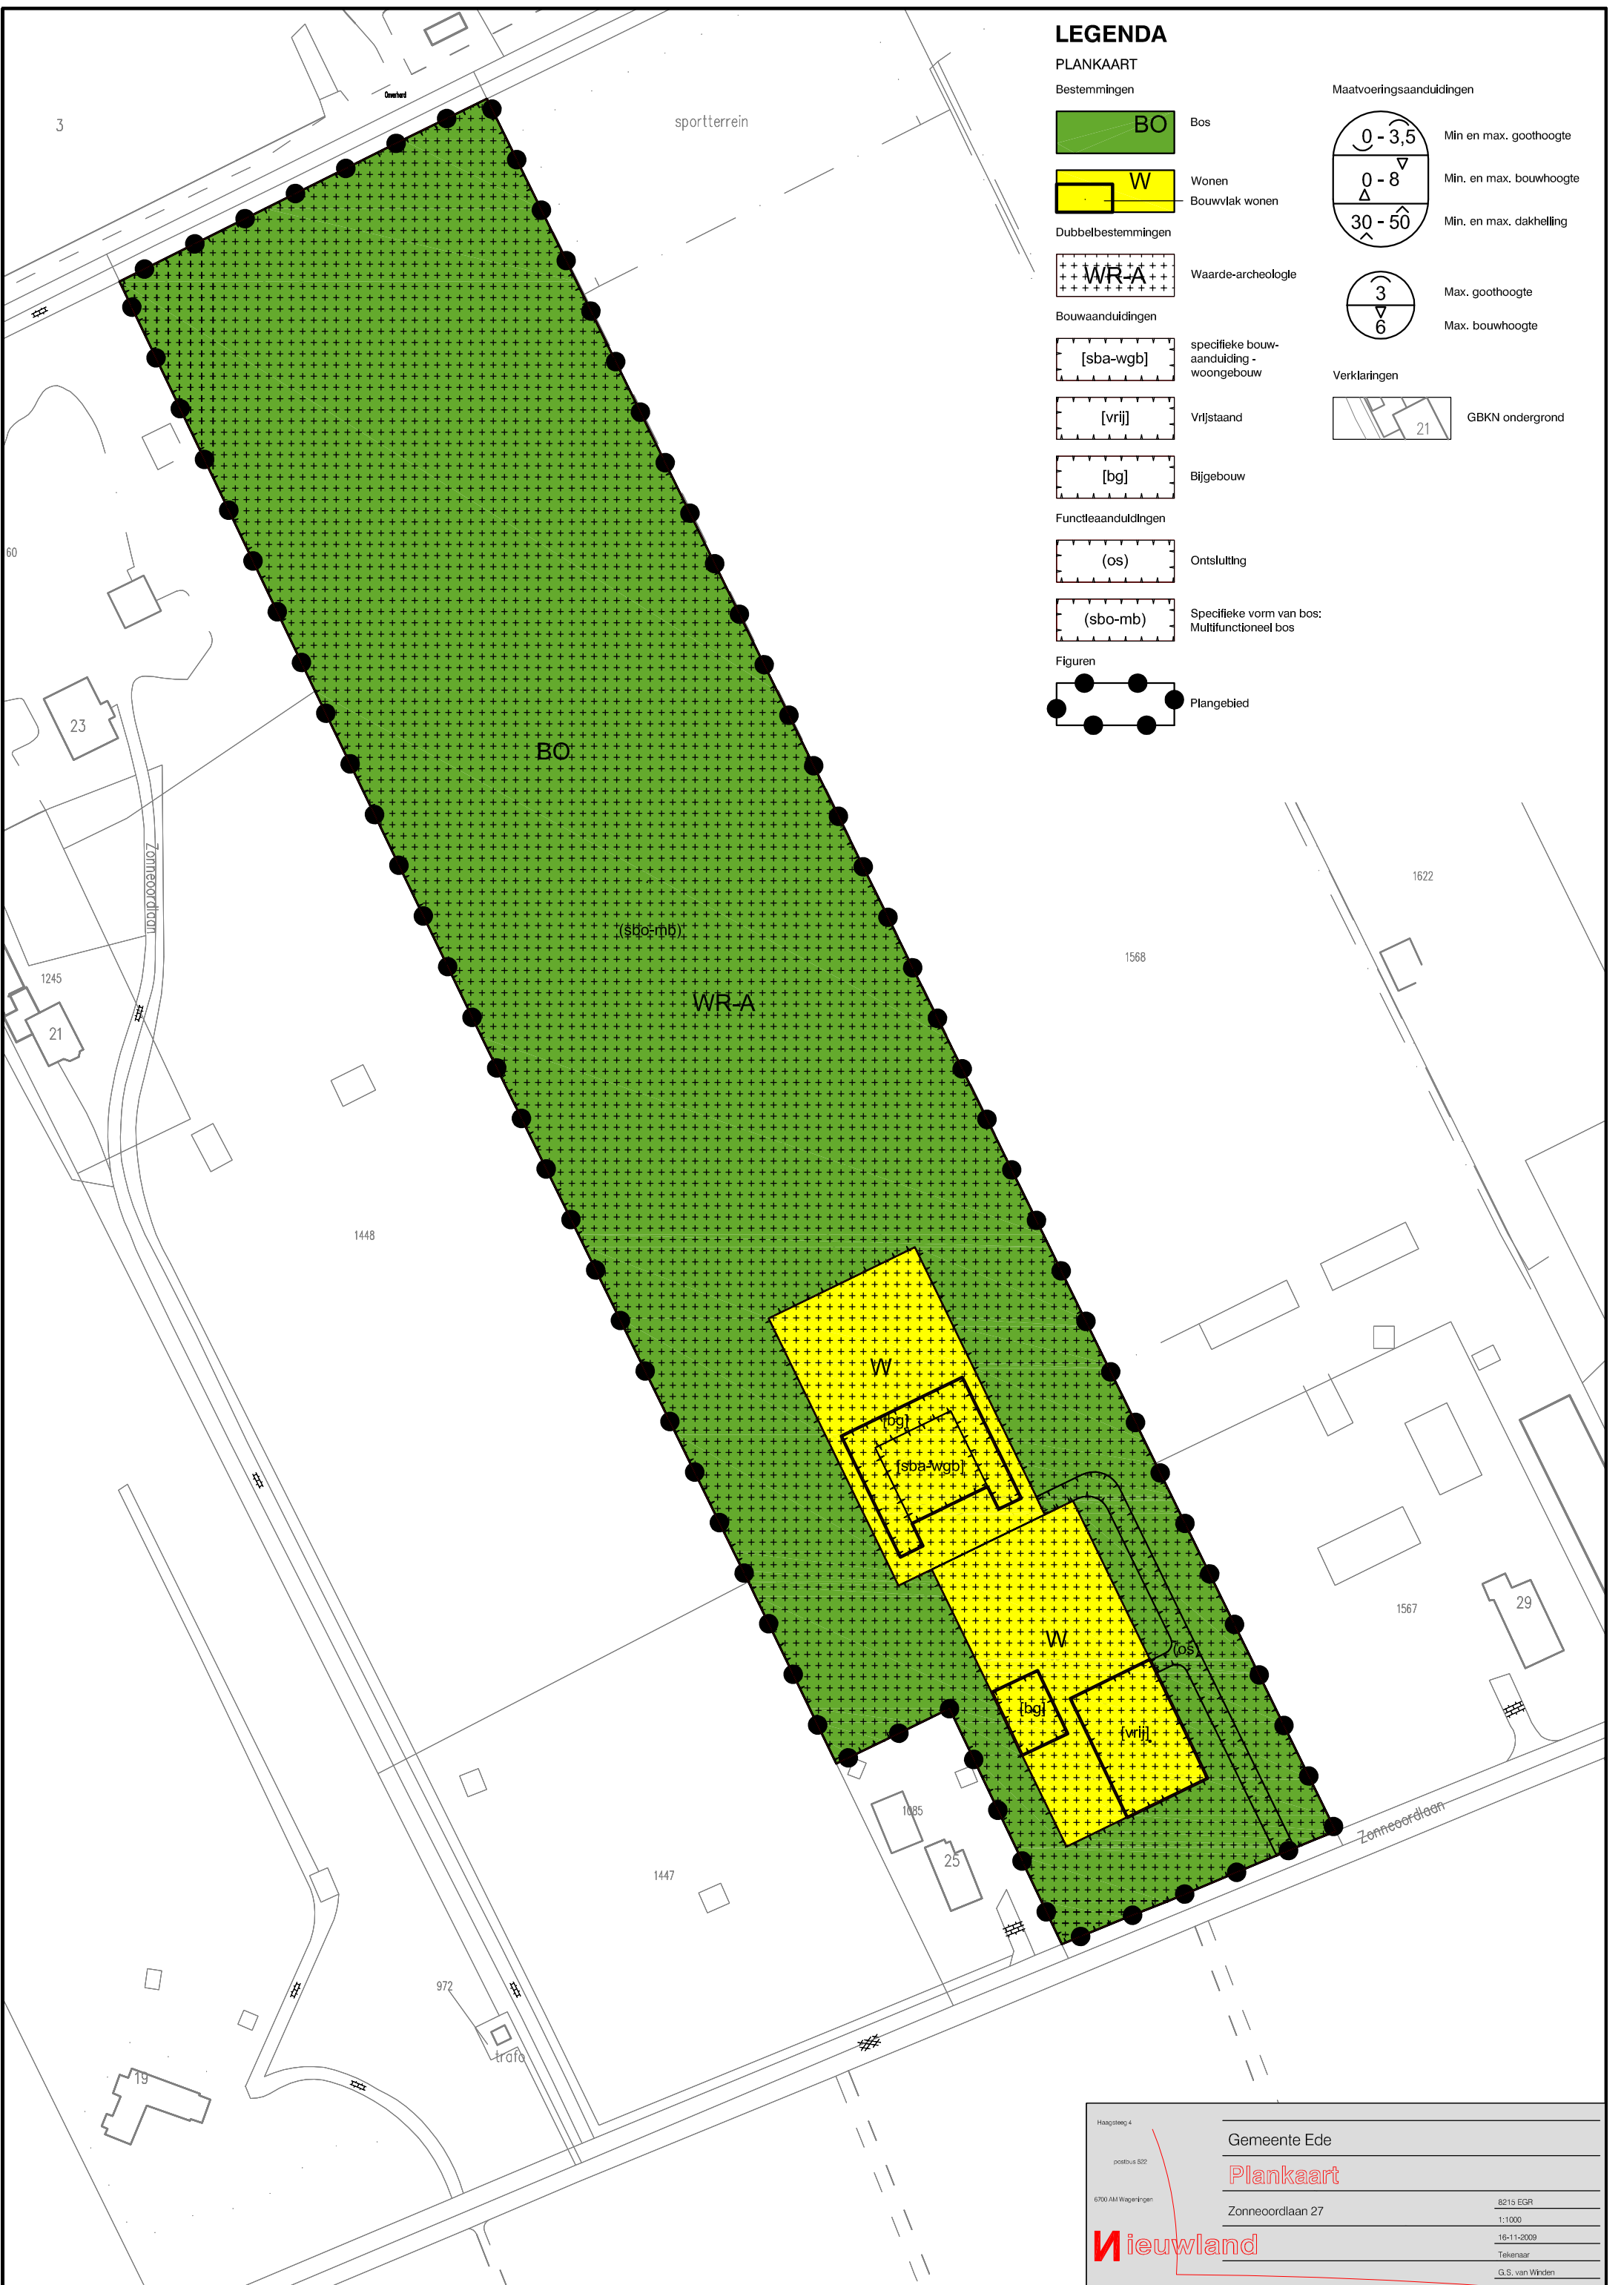 LEGENDA
PLANKAART
Bestemmingen
BO
Bos
W
Wonen
Bouwvlak wonen
Dubbelbestemmingen
WR-A
Waarde-archeologie
Bouwaanduidingen
[sba-wgb]
specifieke bouw-
aanduiding -
woongebouw
[vrij]
Vrijstaand
[bg]
Bijgebouw
Functieaanduidingen
(os)
Ontsluiting
(sbo-mb)
Specifieke vorm van bos:
Multifunctioneel bos
Figuren
Plangebied
Maatvoeringsaanduidingen
0 - 3,5
Min en max. goothoogte
0 - 8
Min. en max. bouwhoogte
30 - 50
Min. en max. dakhelling
3
Max. goothoogte
6
Max. bouwhoogte
Verklaringen
21
GBKN ondergrond
Onverhard
3
sportterrein
60
23
BO
Zonneoordlaan
1622
(sbo-mb)
1568
1245
WR-A
21
1448
W
[bg]
[sba-wgb]
1567
29
W
(os)
[bg]
[vrij]
1085
Zonneoordlaan
25
1447
972
trafo
19
Haagsteeg 4
postbus 522
6700 AM Wageningen
Nieuwland
Gemeente Ede
Plankaart
Zonneoordlaan 27
8215 EGR
1:1000
16-11-2009
Tekenaar
G.S. van Winden